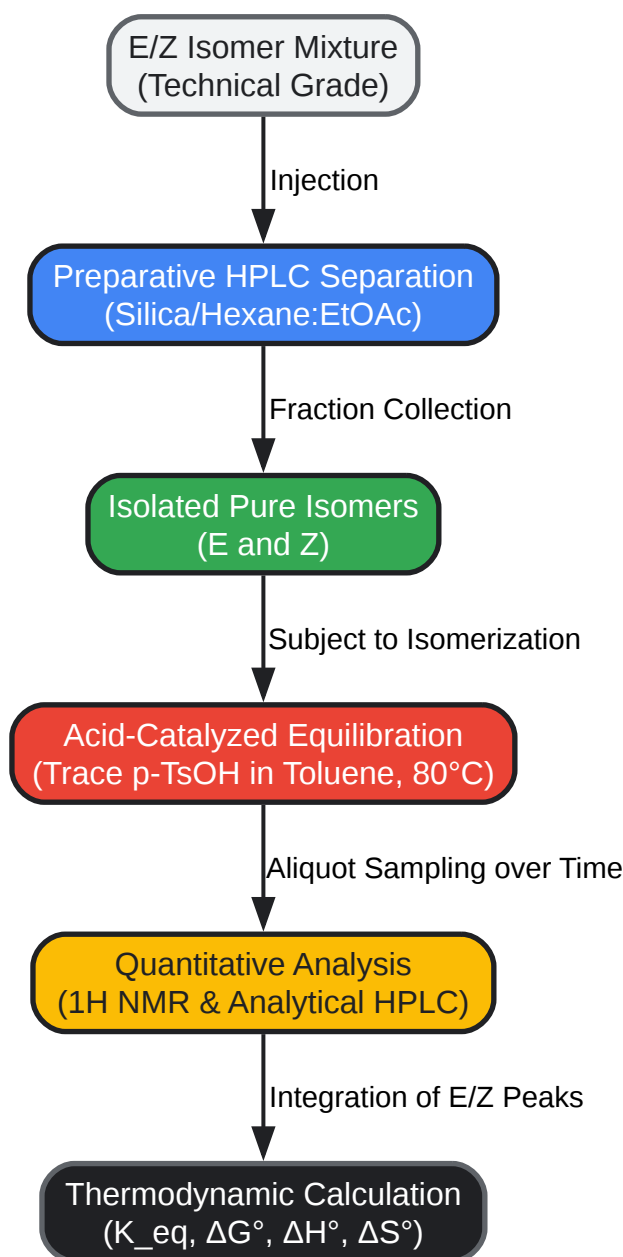 E/Z Isomer Mixture
(Technical Grade)
Injection
Preparative HPLC Separation
(Silica/Hexane:EtOAc)
Fraction Collection
Isolated Pure Isomers
(E and Z)
Subject to Isomerization
Acid-Catalyzed Equilibration
(Trace p-TsOH in Toluene, 80°C)
Aliquot Sampling over Time
Quantitative Analysis
(1H NMR & Analytical HPLC)
Integration of E/Z Peaks
Thermodynamic Calculation
(K_eq, ΔG°, ΔH°, ΔS°)